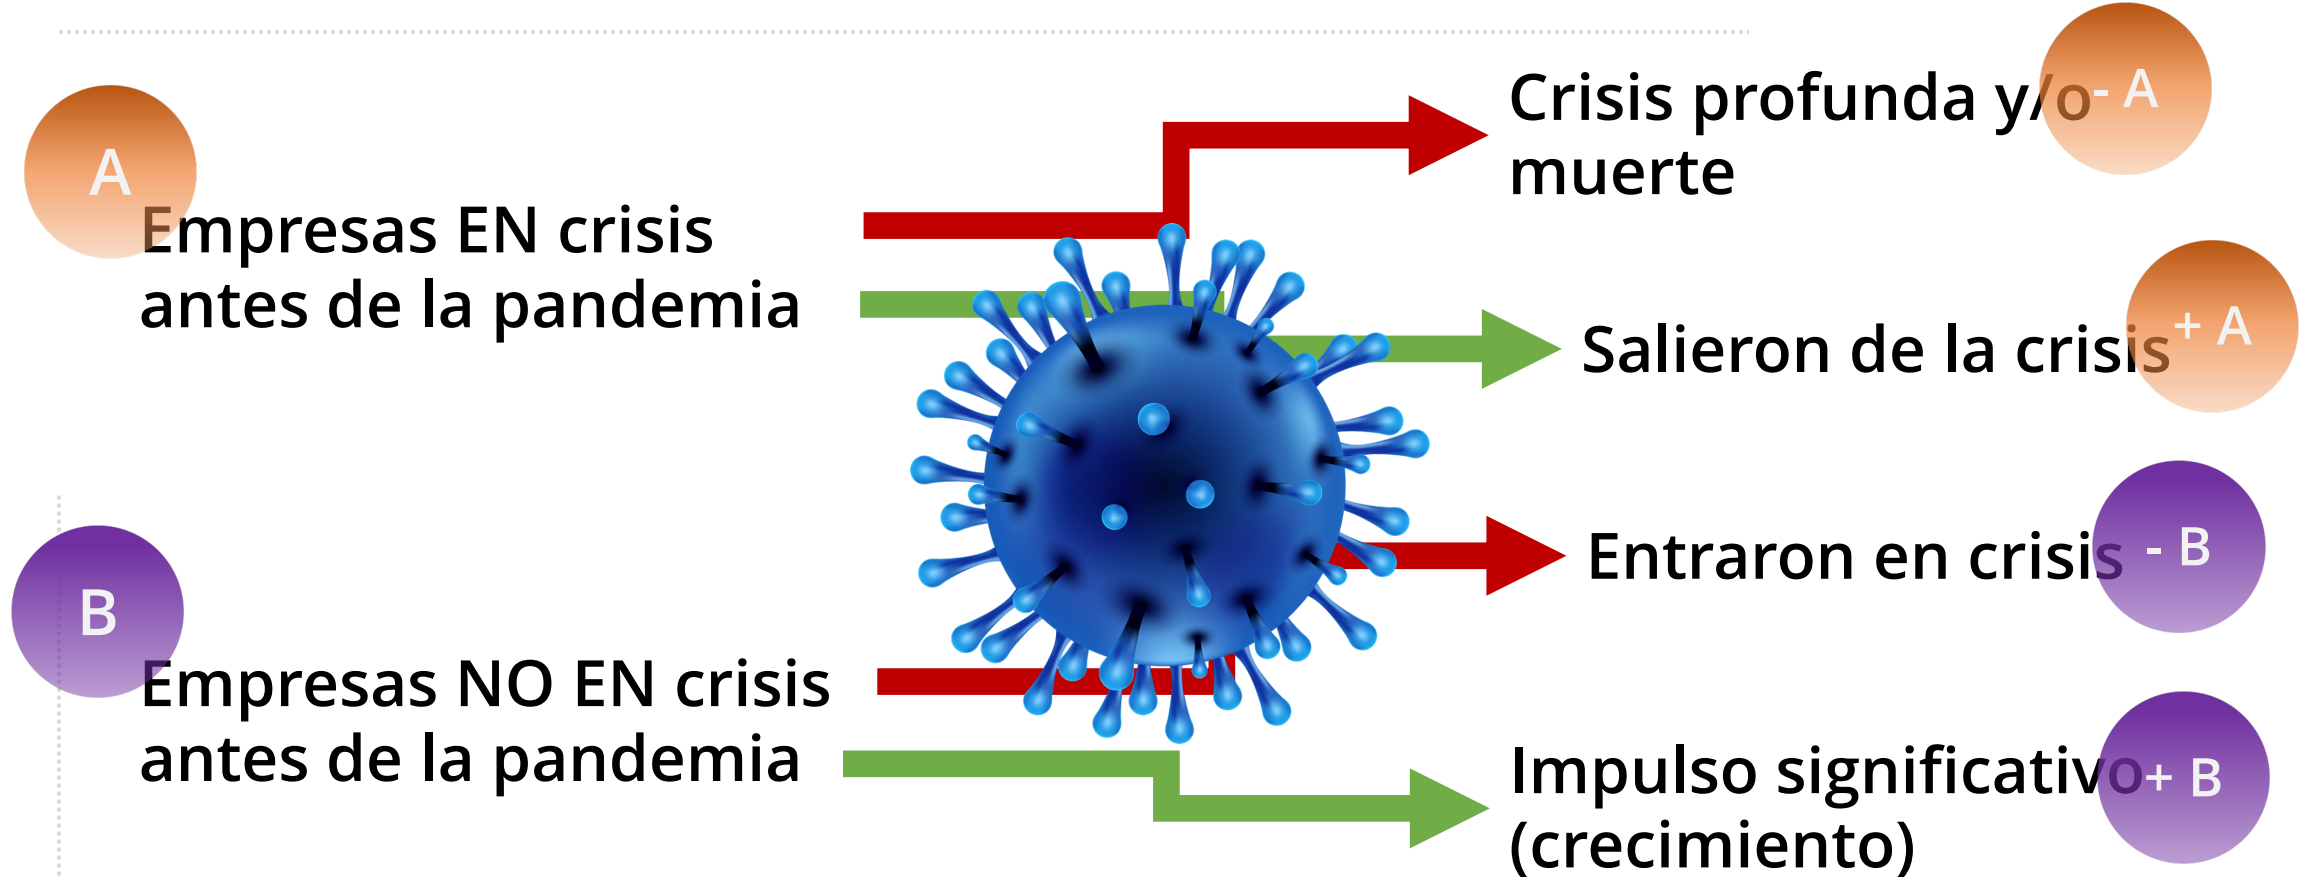 A
Empresas EN crisis
antes de la pandemia
B
Empresas NO EN crisis
antes de la pandemia
Crisis profunda y/o
muerte
- A
Salieron de la crisis
+ A
Entraron en crisis
- B
Impulso significativo
(crecimiento)
+ B